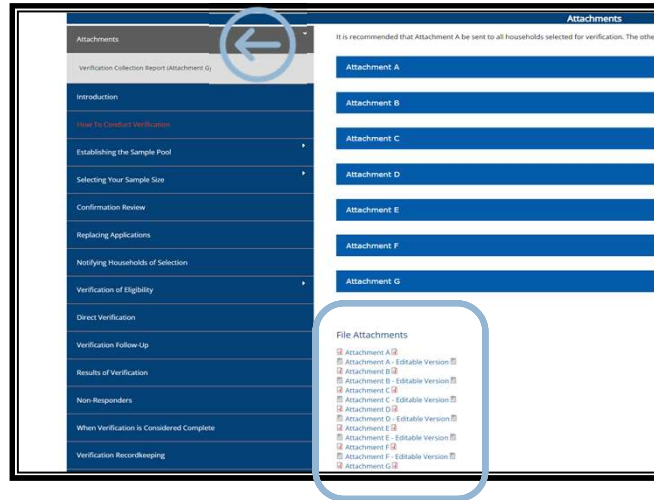 Attachments
It is recommended that Attachment A be sent to all households selected for verification. The othe
Attachments
Verification Collection Report (Attachment G)
Introduction
How To Conduct Verification
Establishing the Sample Pool
Selecting Your Sample Size
Confirmation Review
Replacing Applications
Notifying Households of Selection
Verification of Eligibility
Direct Verification
Verification Follow-Up
Results of Verification
Non-Responders
When Verification is Considered Complete
Verification Recordkeeping
Attachment A
Attachment B
Attachment C
Attachment D
Attachment E
Attachment F
Attachment G
File Attachments
Attachment A
Attachment A - Editable Version
Attachment B
Attachment B - Editable Version
Attachment C
Attachment C - Editable Version
Attachment D
Attachment D - Editable Version
Attachment E
Attachment E - Editable Version
Attachment F
Attachment F - Editable Version
Attachment G